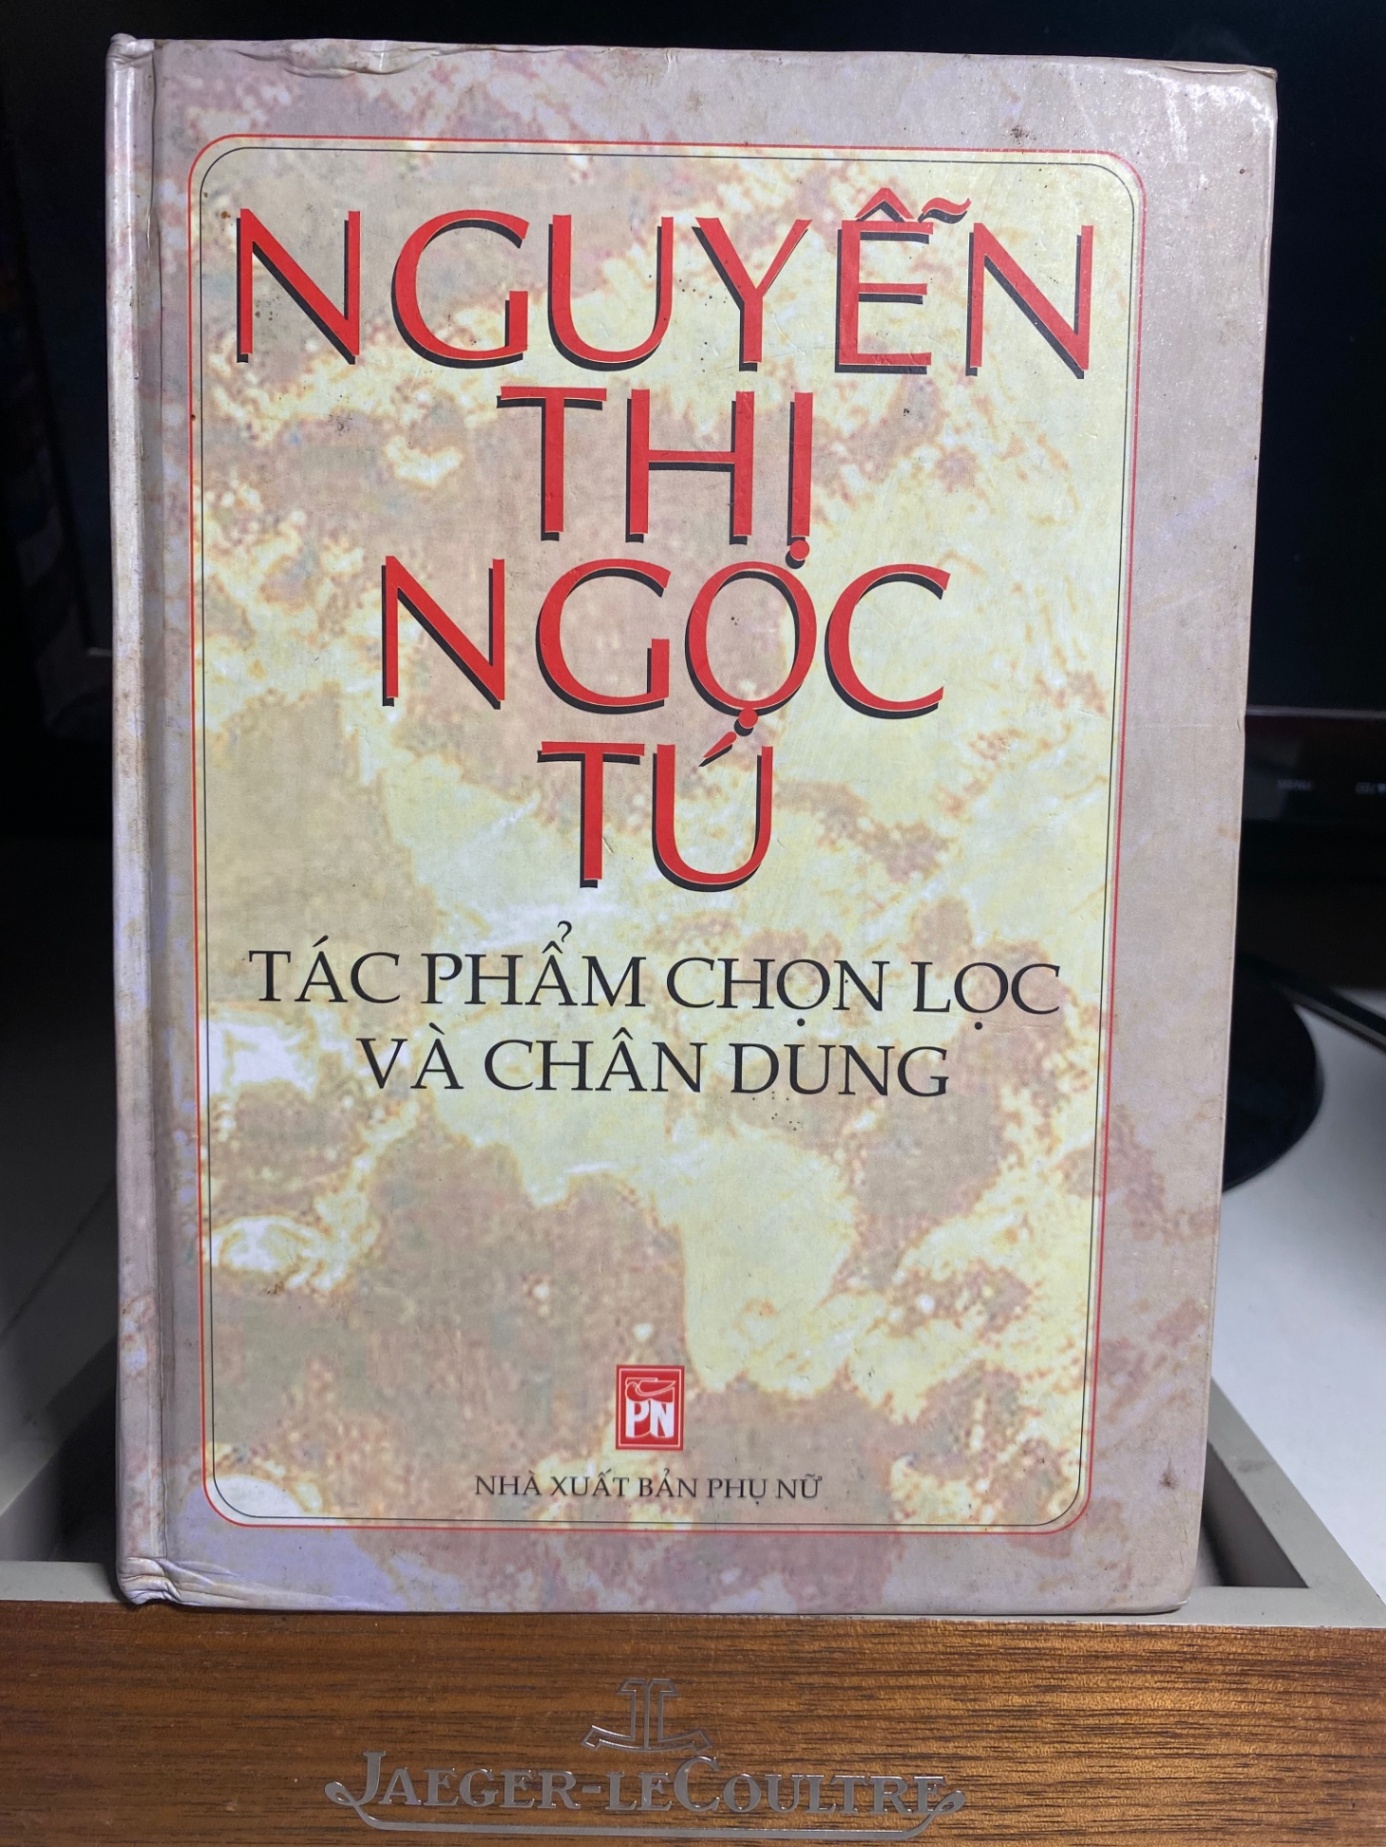 NGUYỄN
THỊ
NGỌC
TÚ
TÁC PHẨM CHỌN LỌC
VÀ CHÂN DUNG
PN
NHÀ XUẤT BẢN PHỤ NỮ
JL
JAEGER-LECOULTRE